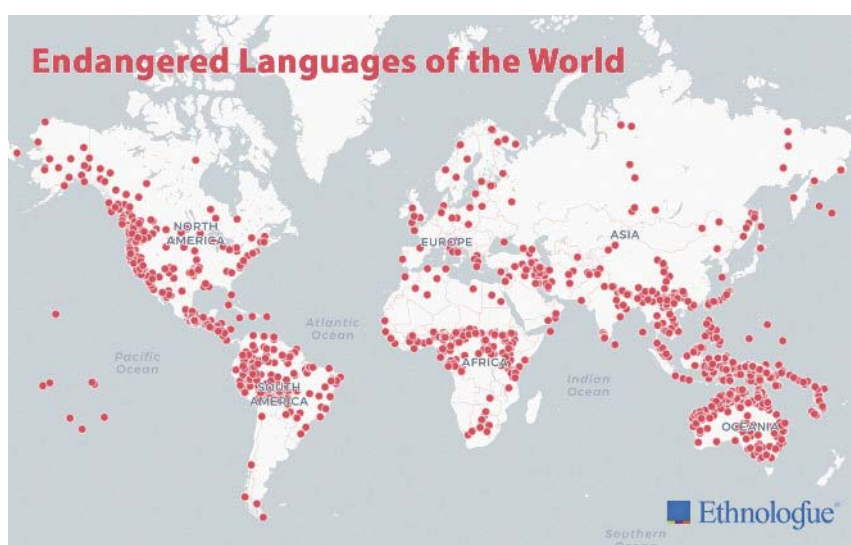 Endangered Languages of the World
NORTH
AMERICA
EUROPE
ASIA
Atlantic
Ocean
Pacific
Ocean
AFRICA
SOUTH
AMERICA
Indian
Ocean
OCEANIA
Ethnologue
Southern